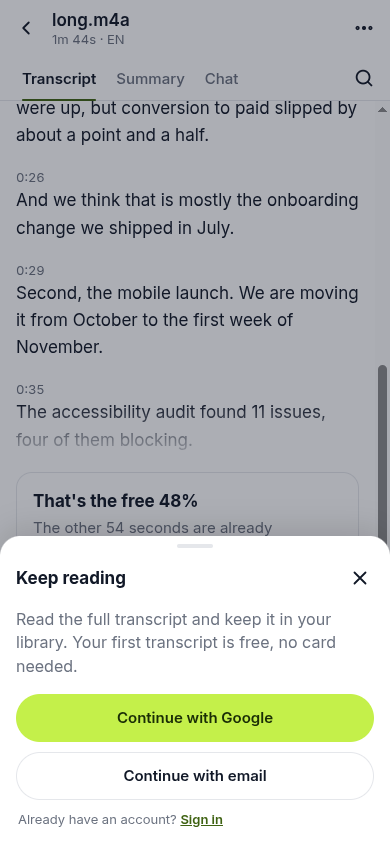 long.m4a
1m 44s · EN
Transcript
Summary
Chat
were up, but conversion to paid slipped by
about a point and a half.
0:26
And we think that is mostly the onboarding
change we shipped in July.
0:29
Second, the mobile launch. We are moving
it from October to the first week of
November.
0:35
The accessibility audit found 11 issues,
four of them blocking.
That's the free 48%
The other 54 seconds are already
Keep reading
Read the full transcript and keep it in your
library. Your first transcript is free, no card
needed.
Continue with Google
Continue with email
Already have an account? Sign in